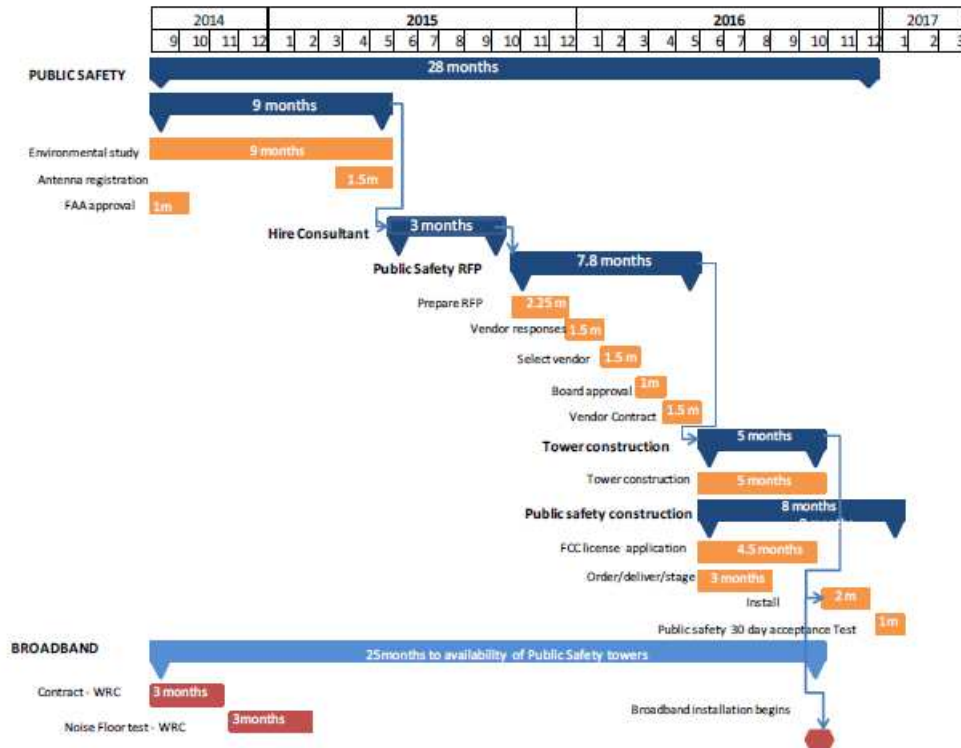 2014 2015 2016 2017
9 10 11 12 1 2 3 4 5 6 7 8 9 10 11 12 1 2 3 4 5 6 7 8 9 10 11 12 1 2 3
28 months
PUBLIC SAFETY
9 months
Environmental study 9 months
Antenna registration 1.5m
FAA approval 1m
Hire Consultant 3 months
Public Safety RFP 7.8 months
Prepare RFP 2.25 m
Vendor responses 1.5 m
Select vendor 1.5 m
Board approval 1m
Vendor Contract 1.5 m
Tower construction 5 months
Tower construction 5 months
Public safety construction 8 months
FCC license application 4.5 months
Order/deliver/stage 3 months
Install 2 m
Public safety 30 day acceptance Test 1m
BROADBAND 25months to availability of Public Safety towers
Contract - WRC 3 months
Noise Floor test - WRC 3months
Broadband installation begins